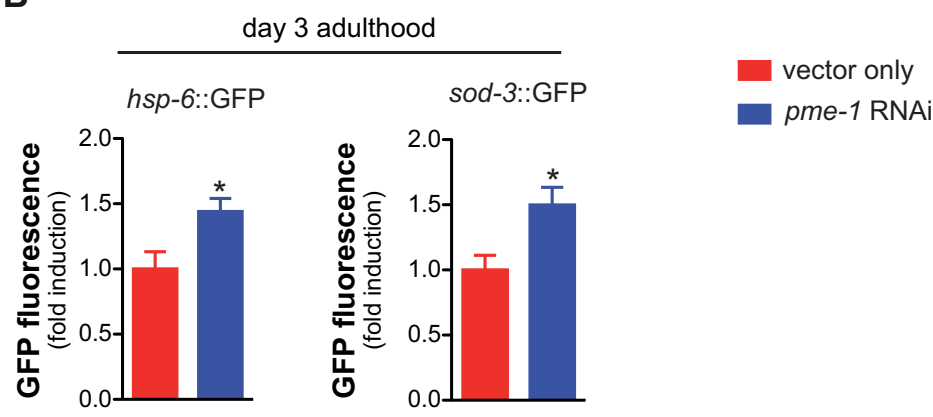 day 3 adulthood
hsp-6::GFP
GFP fluorescence
(fold induction)
2.0
1.5
1.0
0.5
0.0
*
sod-3::GFP
GFP fluorescence
(fold induction)
2.0
1.5
1.0
0.5
0.0
*
vector only
pme-1 RNAi